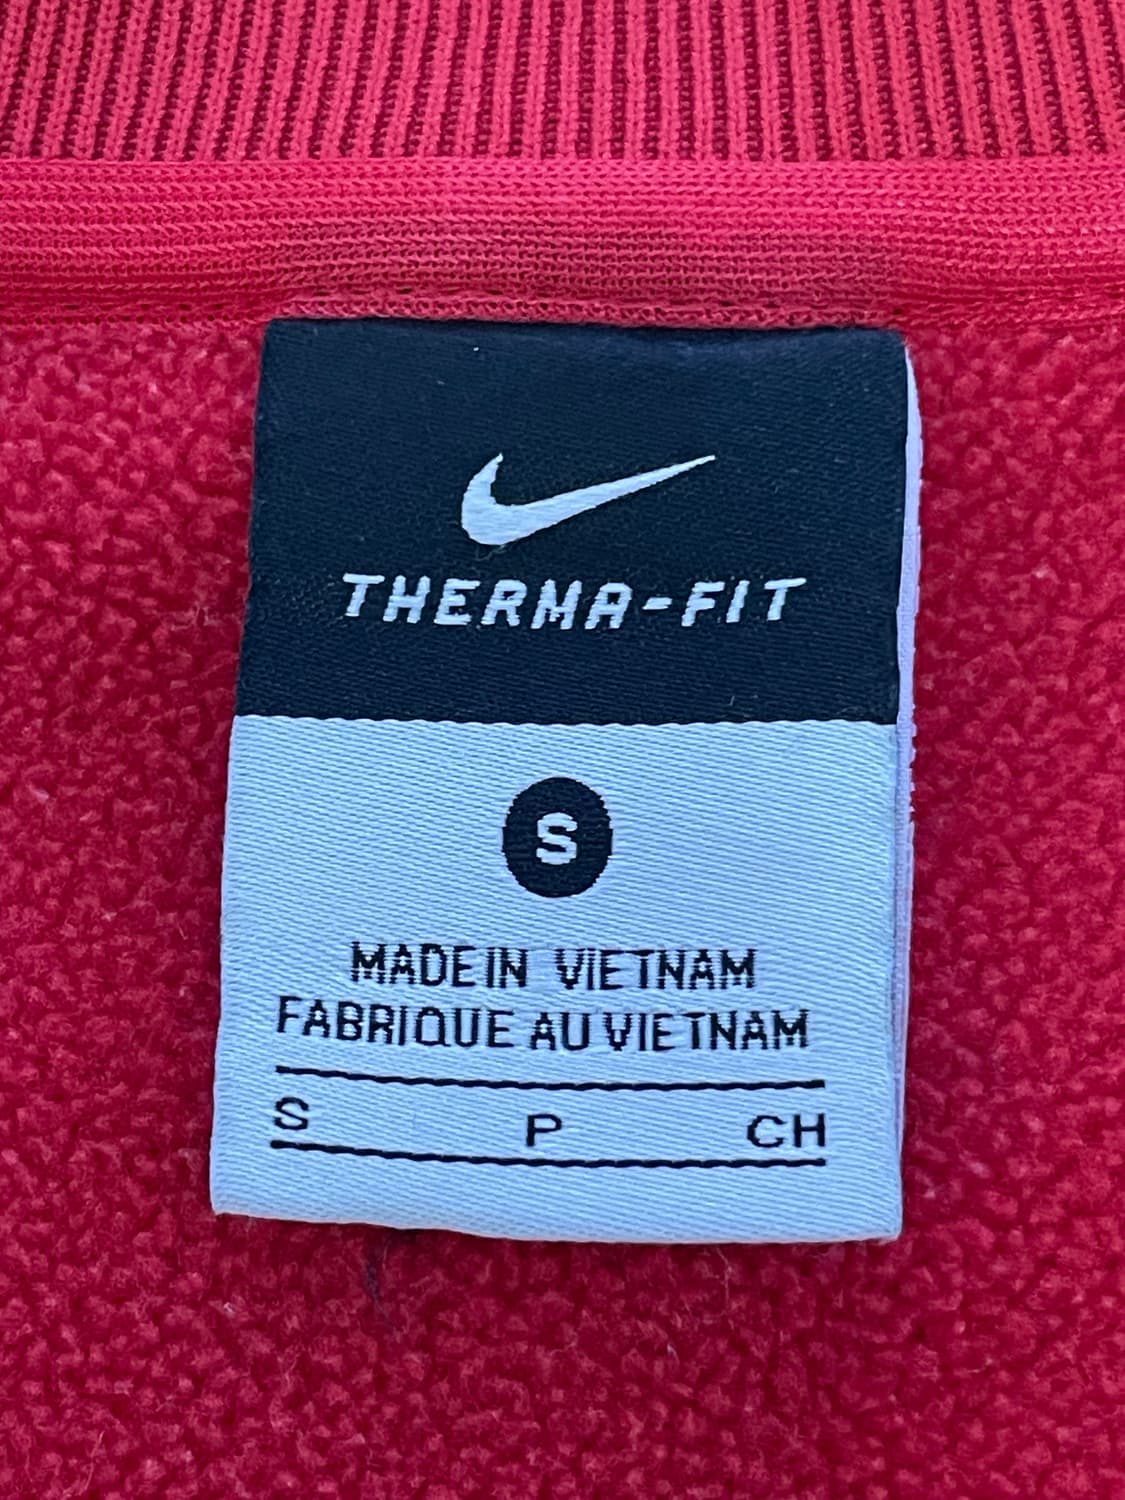 THERMA-FIT
S
MADE IN VIETNAM
FABRIQUE AU VIETNAM
S P CH